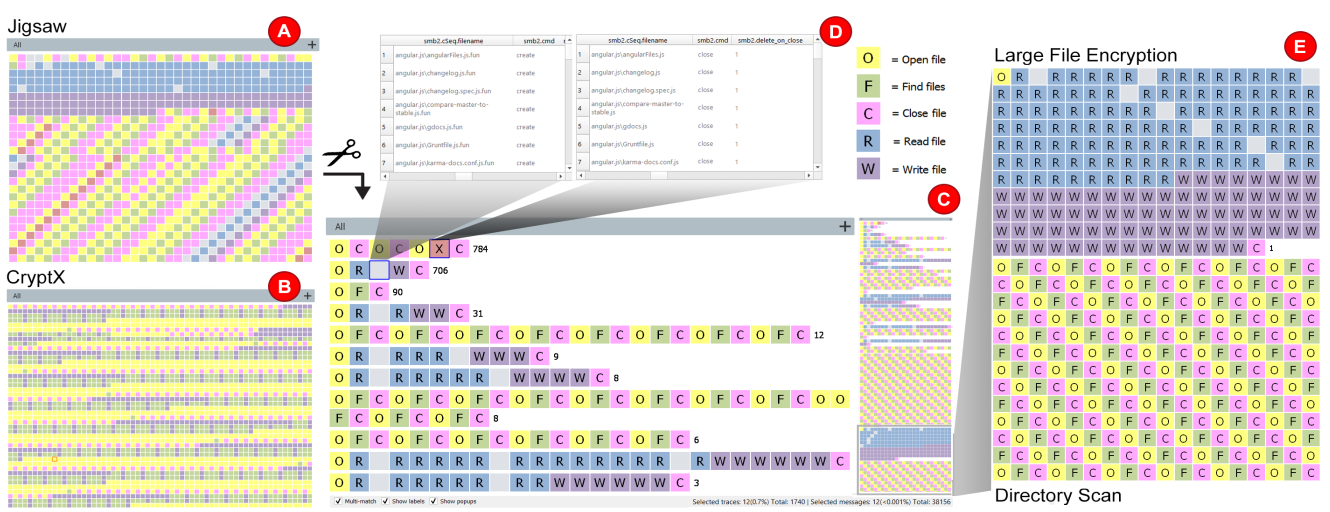 Jigsaw
A
All
+
CryptX
B
All
+
smb2.cSeq.filename smb2.cmd
1 angular.js\angularFiles.js.fun create
2 angular.js\changelog.js.fun create
3 angular.js\changelog.spec.js.fun create
4 angular.js\compare-master-to-
stable.js.fun create
5 angular.js\gdocs.js.fun create
6 angular.js\Gruntfile.js.fun create
7 angular.js\karma-docs.conf.js.fun create
smb2.cSeq.filename smb2.cmd smb2.delete_on_close
1 angular.js\angularFiles.js close 1
2 angular.js\changelog.js close 1
3 angular.js\changelog.spec.js close 1
4 angular.js\compare-master-to-
stable.js close 1
5 angular.js\gdocs.js close 1
6 angular.js\Gruntfile.js close 1
7 angular.js\karma-docs.conf.js close 1
D
O = Open file
F = Find files
C = Close file
R = Read file
W = Write file
C
All
+
O C O C O X C 784
O R W C 706
O F C 90
O R R W W C 31
O F C O F C O F C O F C O F C O F C O F C O F C 12
O R R R R W W W C 9
O R R R R R R W W W W C 8
O F C O F C O F C O F C O F C O F C O F C O F C O O
F C O F C O F C 8
O F C O F C O F C O F C O F C O F C 6
O R R R R R R R R R R R R R R R W W W W W W C
O R R R R R R R R W W W W W W C 3
Multi-match Show labels Show popups
Selected traces: 12(0.7%) Total: 1740 | Selected messages: 12(<0.001%) Total: 38156
E
Large File Encryption
O R R R R R R R R R R R R R R
R R R R R R R R R R R R R R R R R
R R R R R R R R R R R R R R R R R
R R R R R R R R R R R R R R R R R
R R R R R R R R R R R R R R R R R
R R R R R R R R R R R R R R R R R
R R R R R R R R R R W W W W W W W W
W W W W W W W W W W W W W W W W W W
W W W W W W W W W W W W W W W W W W
W W W W W W W W W W W W W W W W W W
W W W W W W W W W W W W W W C 1
O F C O F C O F C O F C O F C O F C
C O F C O F C O F C O F C O F C O F
F C O F C O F C O F C O F C O F C O
O F C O F C O F C O F C O F C O F C
C O F C O F C O F C O F C O F C O F
F C O F C O F C O F C O F C O F C O
O F C O F C O F C O F C O F C O F C
C O F C O F C O F C O F C O F C O F
F C O F C O F C O F C O F C O F C O
O F C O F C O F C O F C O F C O F C
C O F C O F C O F C O F C O F C O F
F C O F C O F C O F C O F C O F C O
O F C O F C O F C O F C O F C O F C
Directory Scan